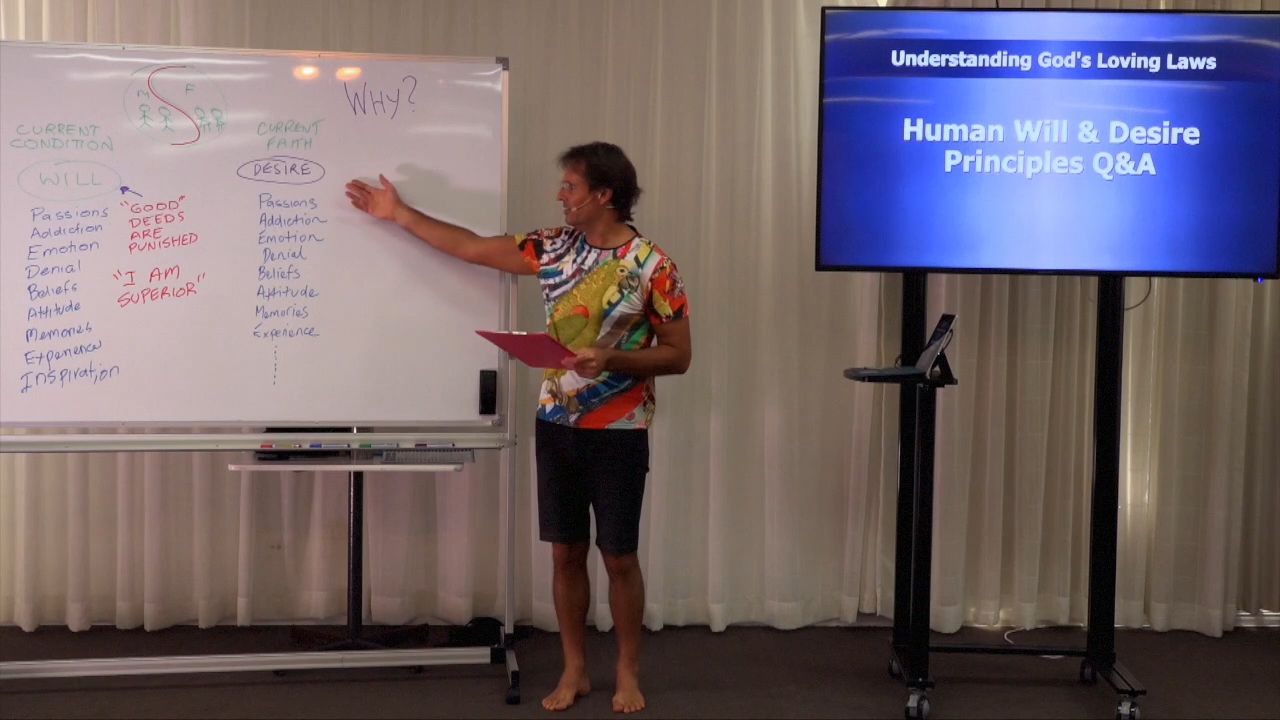 M
F
WHY?
CURRENT
CONDITION
WILL
Passions
Addiction
Emotion
Denial
Beliefs
Attitude
Memories
Experience
Inspiration
"GOOD"
DEEDS
ARE
PUNISHED
"I AM
SUPERIOR"
CURRENT
FAITH
DESIRE
Passions
Addiction
Emotion
Denial
Beliefs
Attitude
Memories
Experience
Understanding God's Loving Laws
Human Will & Desire
Principles Q&A